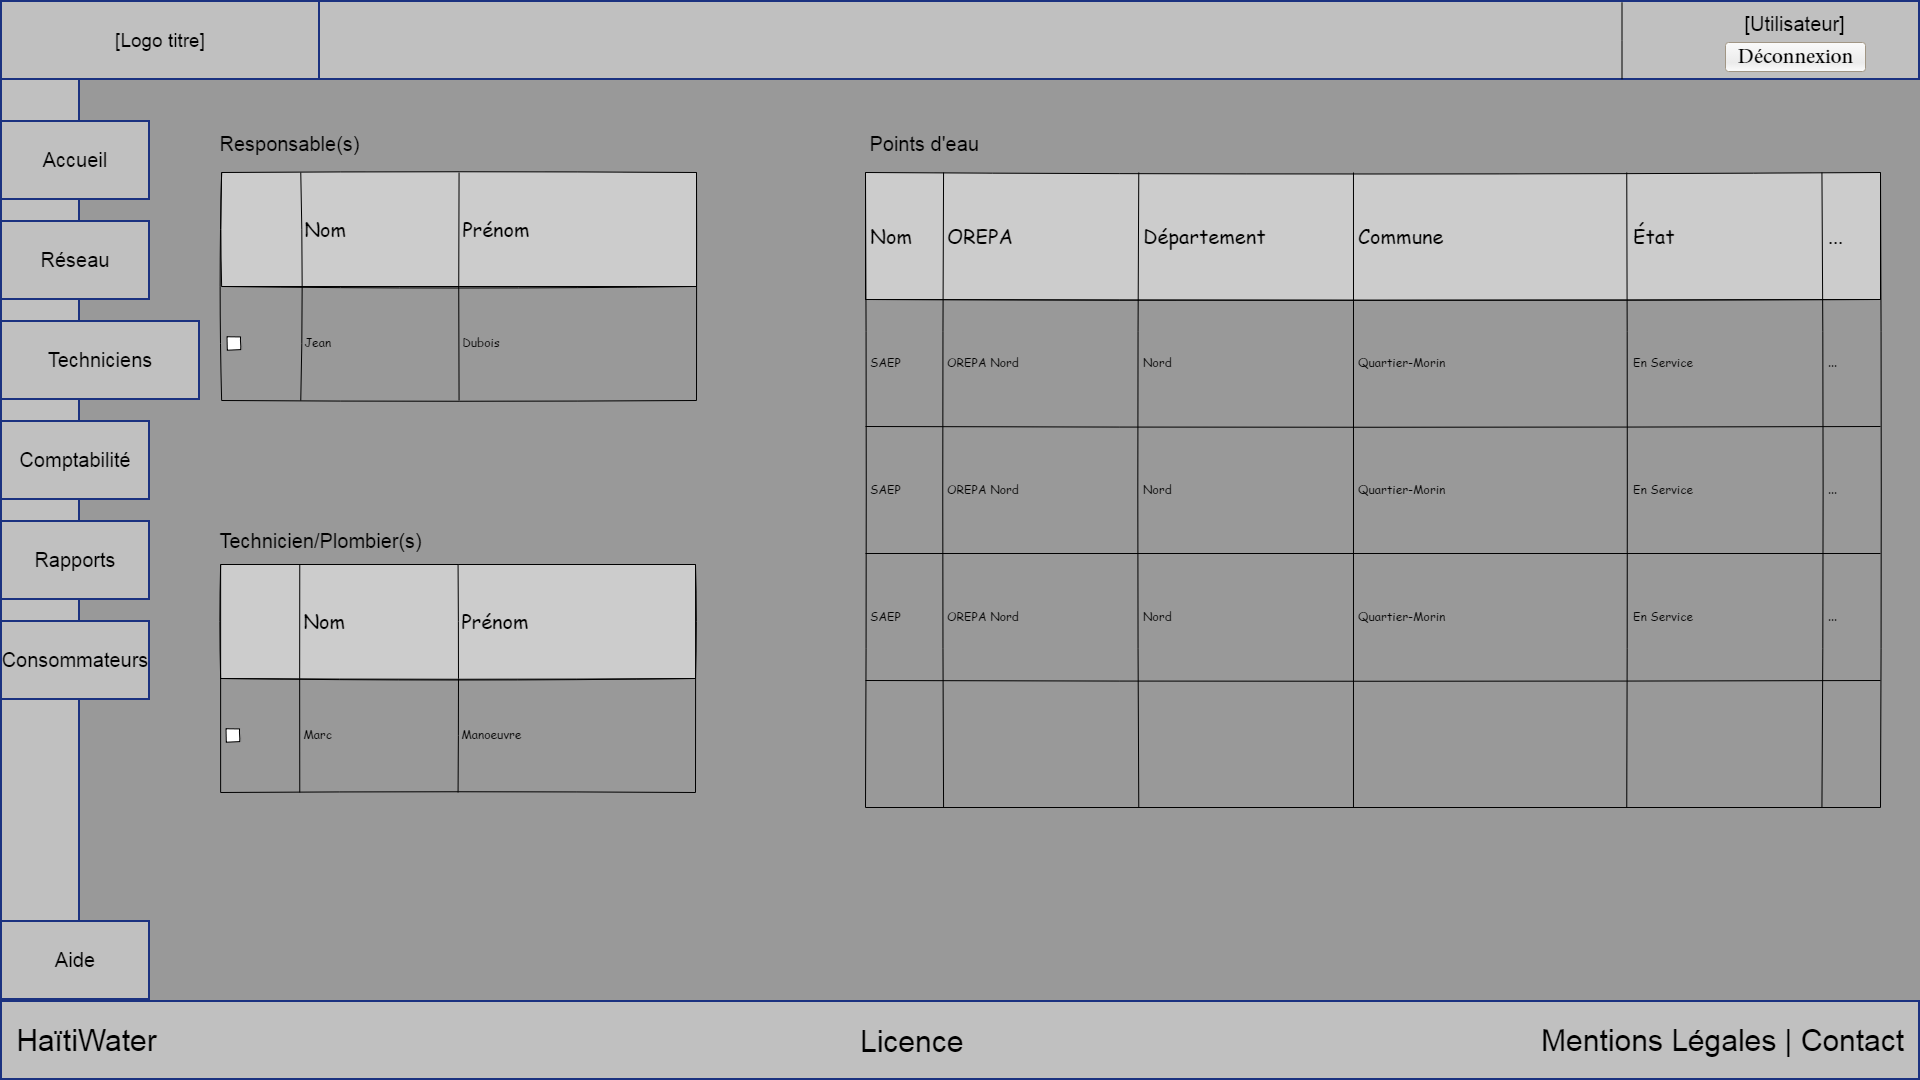 [Logo titre]
[Utilisateur]
Déconnexion
Accueil
Réseau
Techniciens
Comptabilité
Rapports
Consommateurs
Aide
Responsable(s)
Nom Prénom
Jean Dubois
Technicien/Plombier(s)
Nom Prénom
Marc Manoeuvre
Points d'eau
Nom OREPA Département Commune État ...
SAEP OREPA Nord Nord Quartier-Morin En Service ...
SAEP OREPA Nord Nord Quartier-Morin En Service ...
SAEP OREPA Nord Nord Quartier-Morin En Service ...
HaïtiWater Licence Mentions Légales | Contact